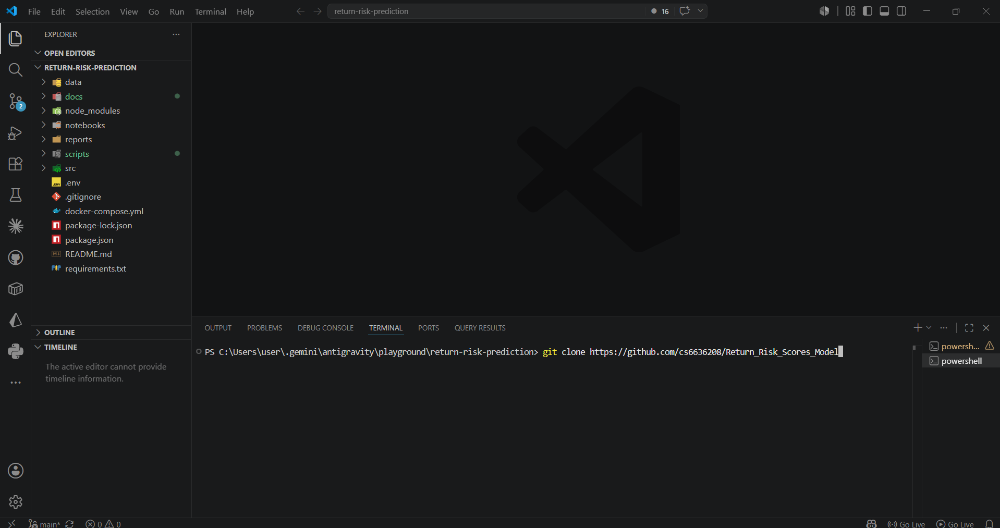 File Edit Selection View Go Run Terminal Help
return-risk-prediction
16
EXPLORER
OPEN EDITORS
RETURN-RISK-PREDICTION
data
docs
node_modules
notebooks
reports
scripts
src
.env
.gitignore
docker-compose.yml
package-lock.json
package.json
README.md
requirements.txt
2
OUTLINE
TIMELINE
The active editor cannot provide
timeline information.
OUTPUT PROBLEMS DEBUG CONSOLE TERMINAL PORTS QUERY RESULTS
PS C:\Users\user\.gemini\antigravity\playground\return-risk-prediction> git clone https://github.com/cs6636208/Return_Risk_Scores_Model
powersh...
powershell
main* 0 0
Go Live Go Live